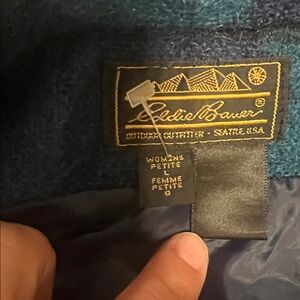 Eddie Bauer ®
OUTDOOR OUTFITTER • SEATTLE, U.S.A.
WOMENS
PETITE
L
FEMME
PETITE
G